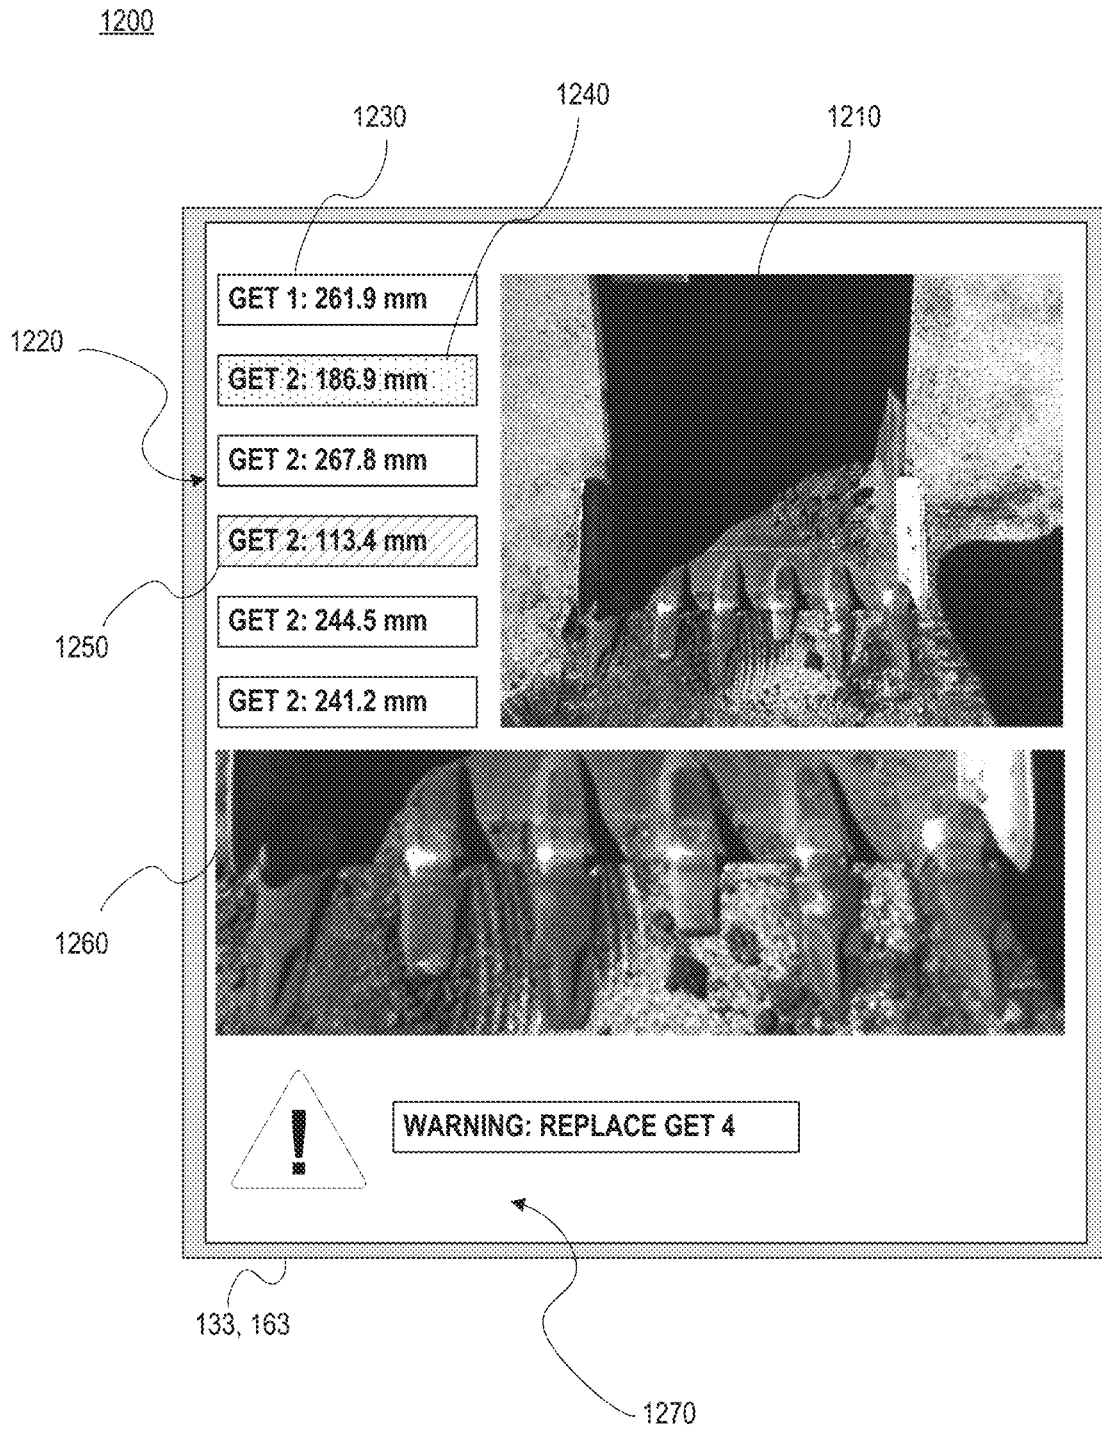 1200
1240
1230
1210
GET 1: 261.9 mm
1220
GET 2: 186.9 mm
GET 2: 267.8 mm
GET 2: 113.4 mm
GET 2: 244.5 mm
1250
GET 2: 241.2 mm
1260
WARNING: REPLACE GET 4
!
133, 163
1270